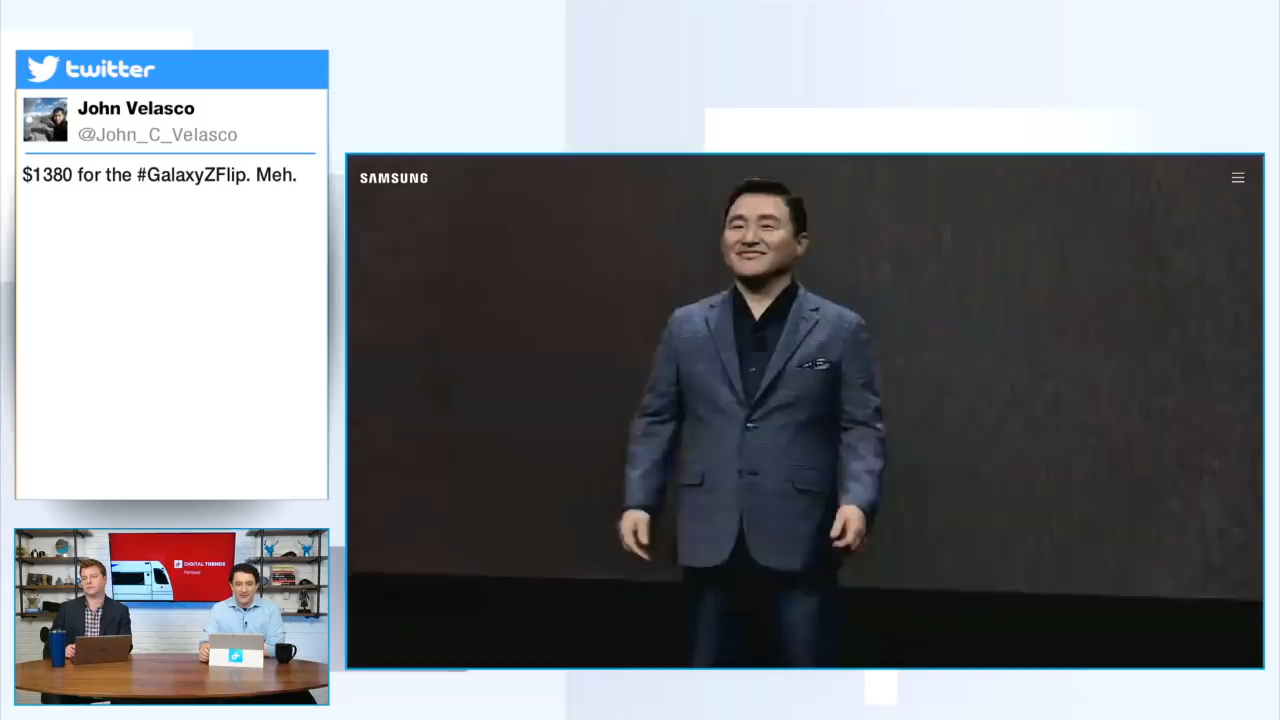 twitter
John Velasco
@John_C_Velasco
$1380 for the #GalaxyZFlip. Meh.
SAMSUNG
DIGITAL TRENDS